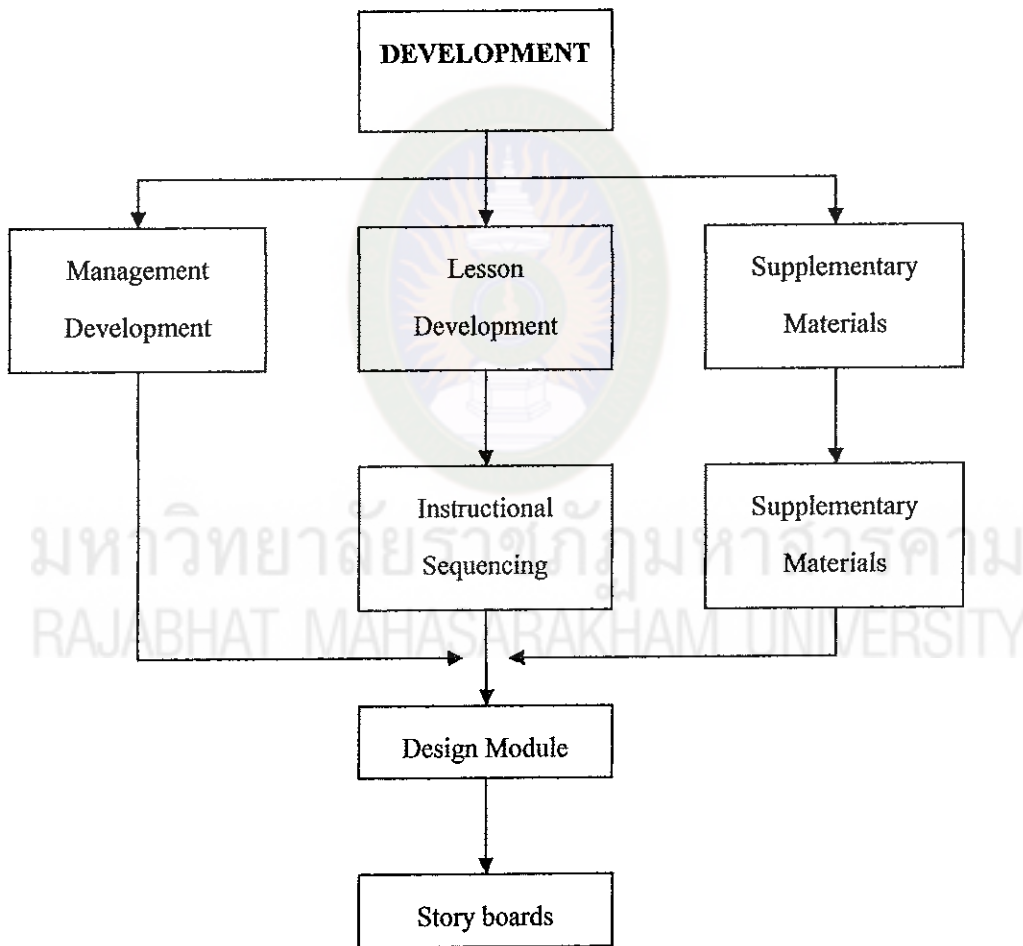 DEVELOPMENT
Management
Development
Lesson
Development
Supplementary
Materials
Instructional
Sequencing
Supplementary
Materials
มหาวิทยาลัยราชภัฏมหาสารคาม
RAJABHAT MAHASARAKHAM UNIVERSITY
Design Module
Story boards